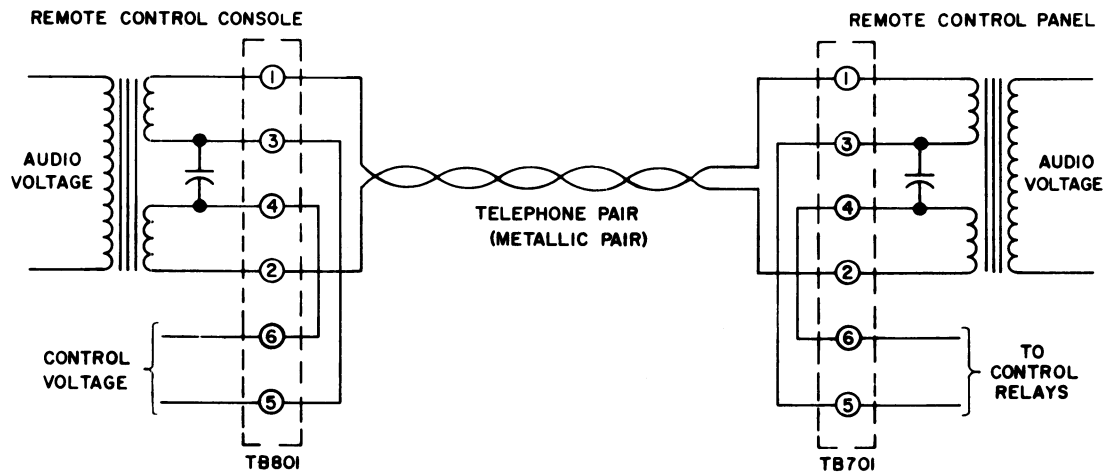 REMOTE CONTROL CONSOLE
REMOTE CONTROL PANEL
1
3
4
2
6
5
AUDIO
VOLTAGE
CONTROL
VOLTAGE
TB801
TELEPHONE PAIR
(METALLIC PAIR)
1
3
4
2
6
5
AUDIO
VOLTAGE
TO
CONTROL
RELAYS
TB701